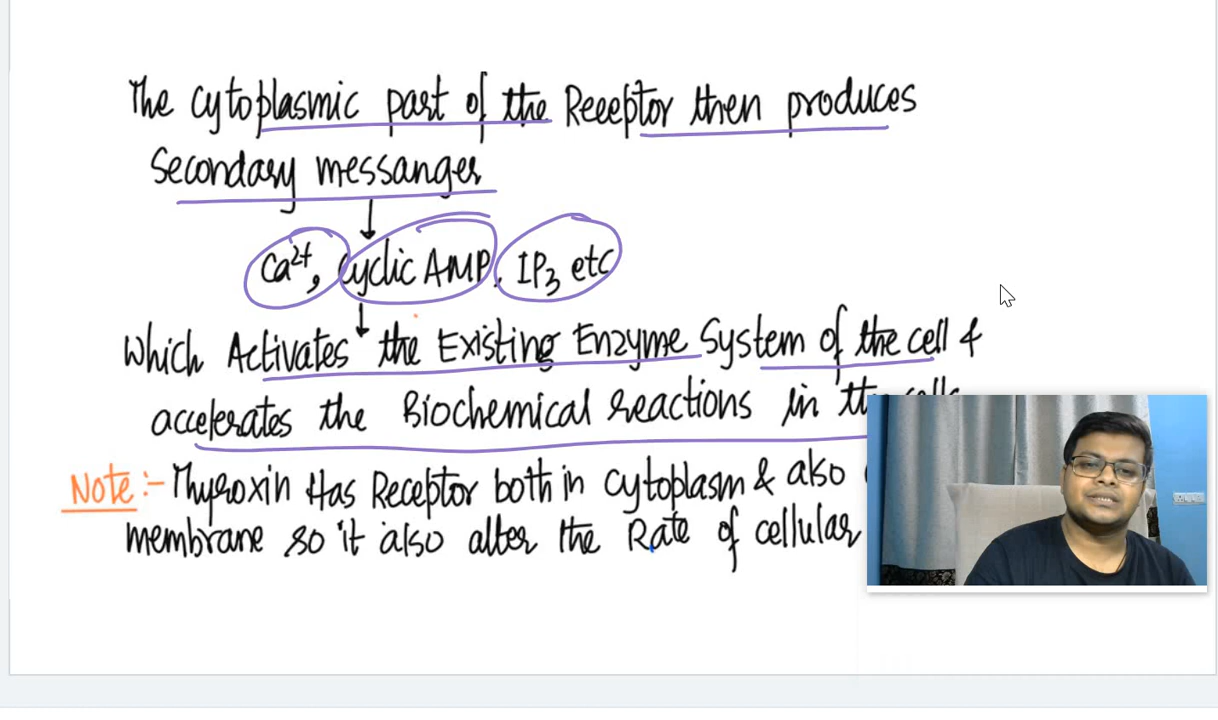 The cytoplasmic part of the Receptor then produces
Secondary messanger
Ca²⁺, Cyclic AMP, IP₃ etc
which Activates the Existing Enzyme System of the cell &
accelerates the Biochemical reactions in the
Note:- Thyroxin Has Receptor both in cytoplasm & also
membrane so it also alter the Rate of cellular